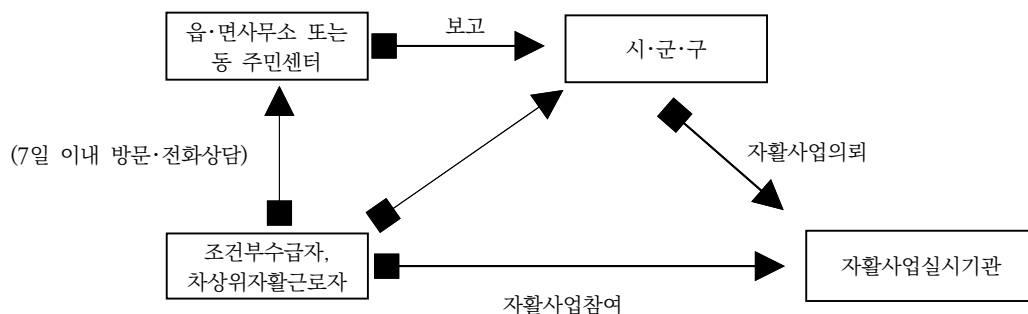 읍·면사무소 또는
동 주민센터
보고
시·군·구
(7일 이내 방문·전화상담)
자활사업의뢰
조건부수급자,
차상위자활근로자
자활사업실시기관
자활사업참여